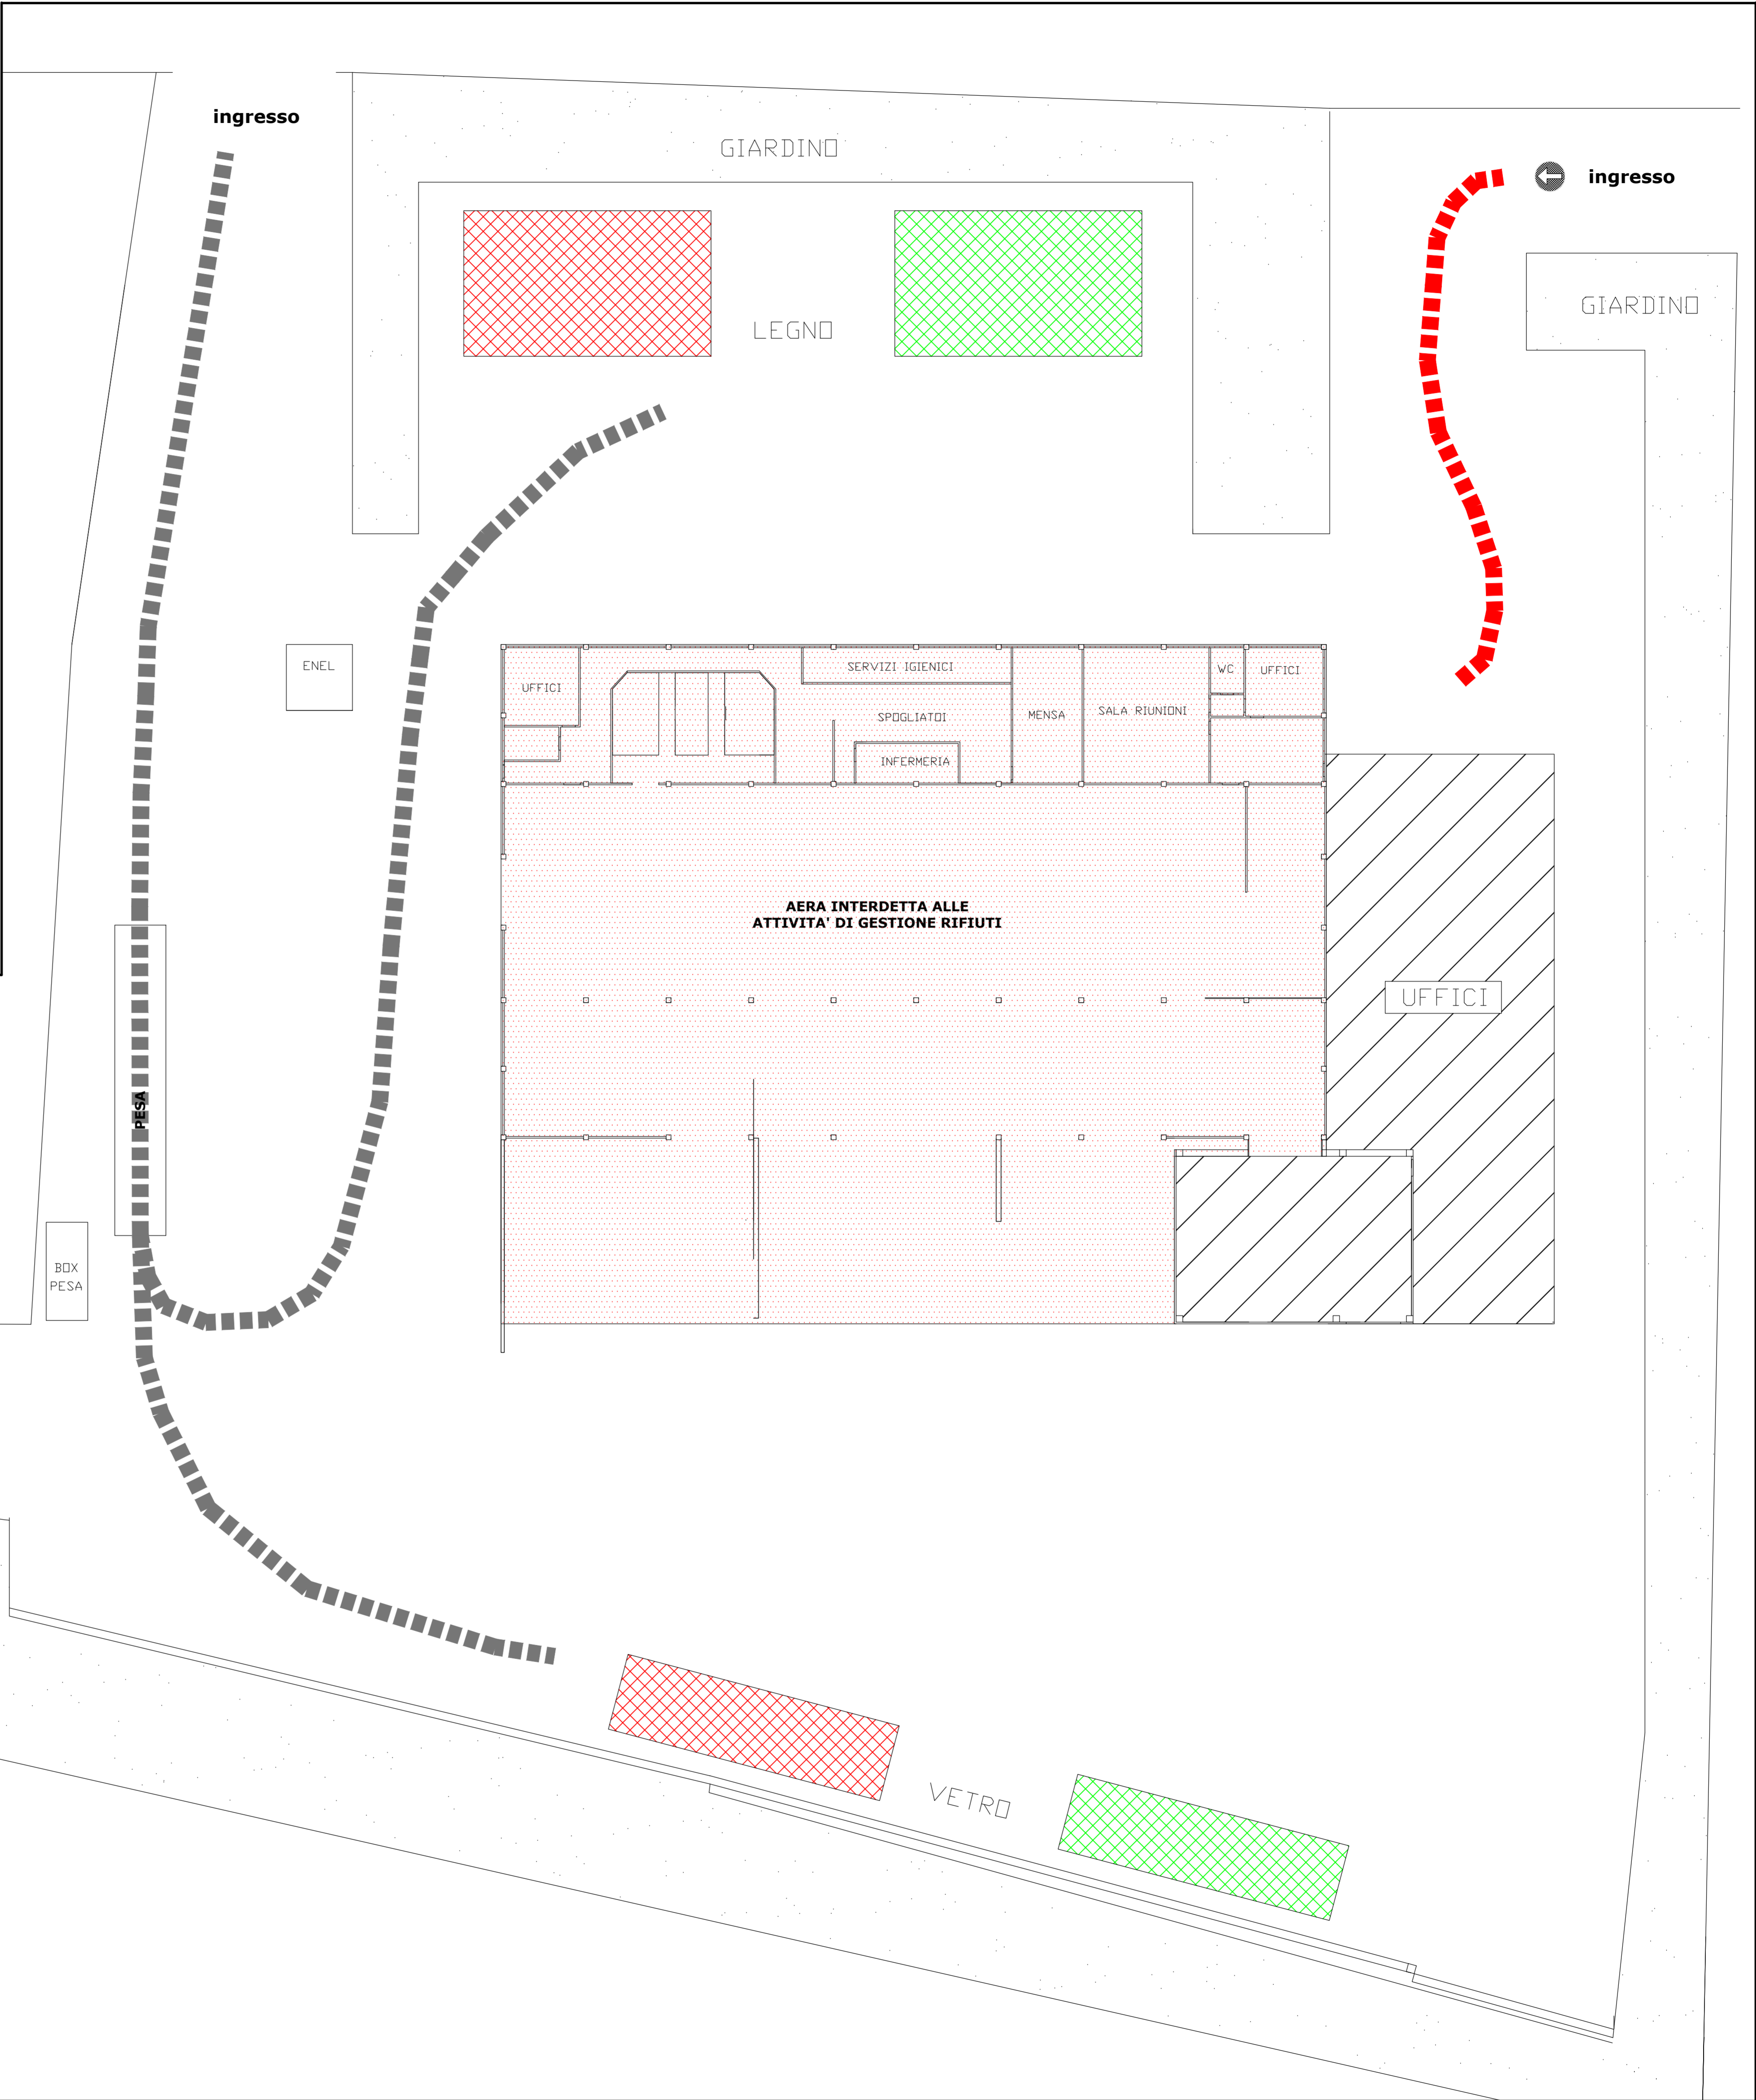 ingresso
GIARDINO
ingresso
GIARDINO
LEGNO
ENEL
UFFICI
SERVIZI IGIENICI
WC
UFFICI
SPOGLIATOI
MENSA
SALA RIUNIONI
INFERMERIA
AERA INTERDETTA ALLE
ATTIVITA' DI GESTIONE RIFIUTI
UFFICI
PESA
BOX
PESA
VETRO